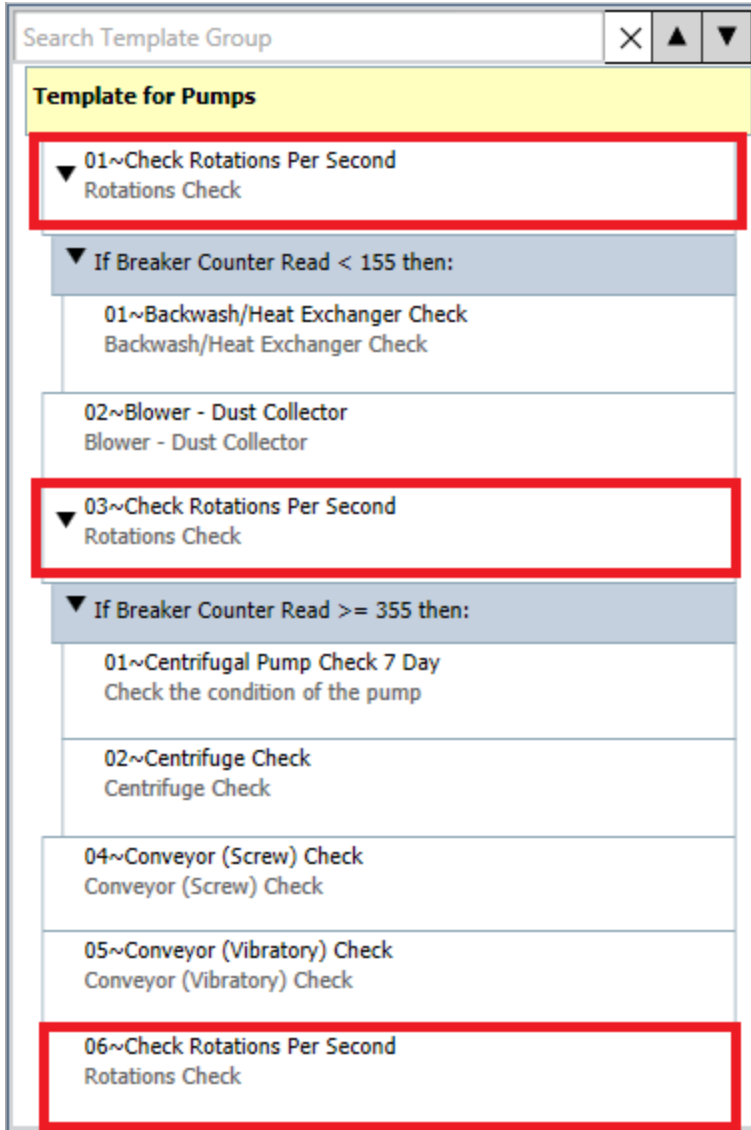 Search Template Group
Template for Pumps
01~Check Rotations Per Second
Rotations Check
If Breaker Counter Read < 155 then:
01~Backwash/Heat Exchanger Check
Backwash/Heat Exchanger Check
02~Blower - Dust Collector
Blower - Dust Collector
03~Check Rotations Per Second
Rotations Check
If Breaker Counter Read >= 355 then:
01~Centrifugal Pump Check 7 Day
Check the condition of the pump
02~Centrifuge Check
Centrifuge Check
04~Conveyor (Screw) Check
Conveyor (Screw) Check
05~Conveyor (Vibratory) Check
Conveyor (Vibratory) Check
06~Check Rotations Per Second
Rotations Check